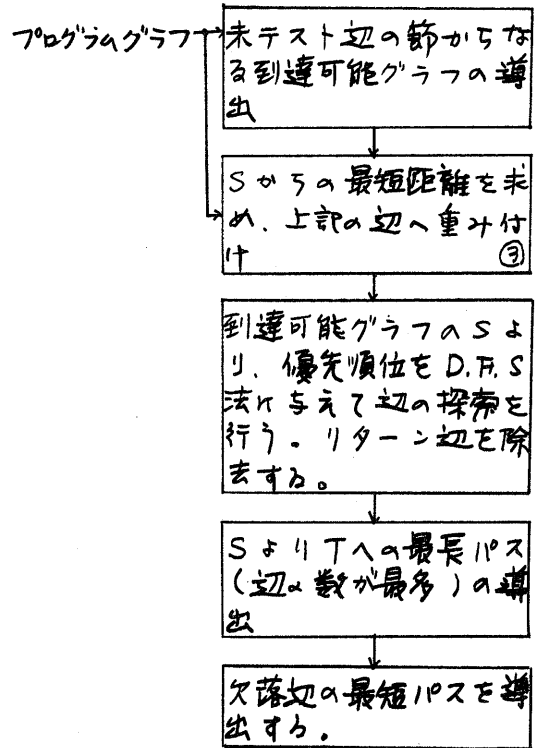 プログラムグラフ
未テスト辺の節からな
る到達可能グラフの導
出
Sからの最短距離を求
め、上記の辺へ重み付
け ③
到達可能グラフのSよ
り、優先順位をD.F.S
法に与えて辺の探索を
行う。リターン辺を除
去する。
SよりTへの最長パス
(辺の数が最多)の導
出
欠落辺の最短パスを導
出する。